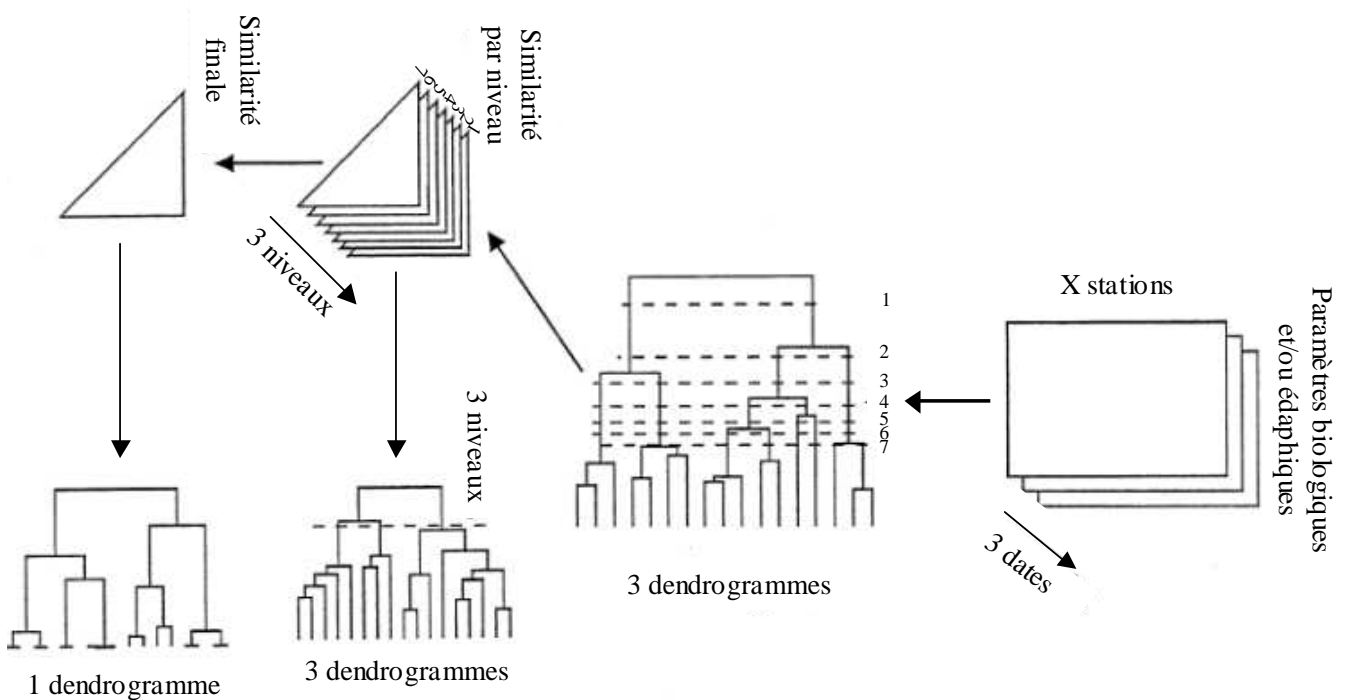 Similarité
finale
Similarité
par niveau
3 niveaux
X stations
Paramètres biologiques
et/ou édaphiques
3 dates
1
2
3
4
5
6
7
3 niveaux
3 dendrogrammes
3 dendrogrammes
1 dendrogramme